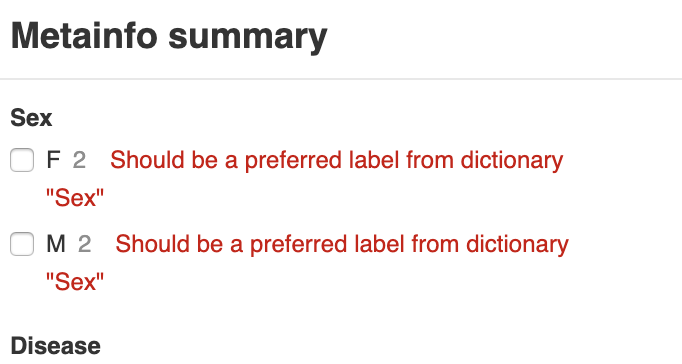 Metainfo summary
Sex
F 2 Should be a preferred label from dictionary
"Sex"
M 2 Should be a preferred label from dictionary
"Sex"
Disease